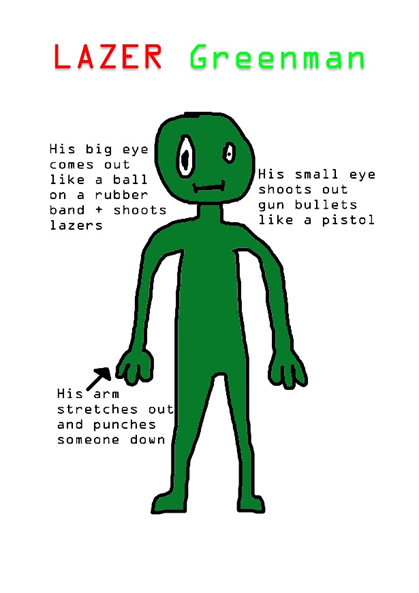 LAZER Greenman
His big eye
comes out
like a ball
on a rubber
band + shoots
lazers
His small eye
shoots out
gun bullets
like a pistol
His arm
stretches out
and punches
someone down